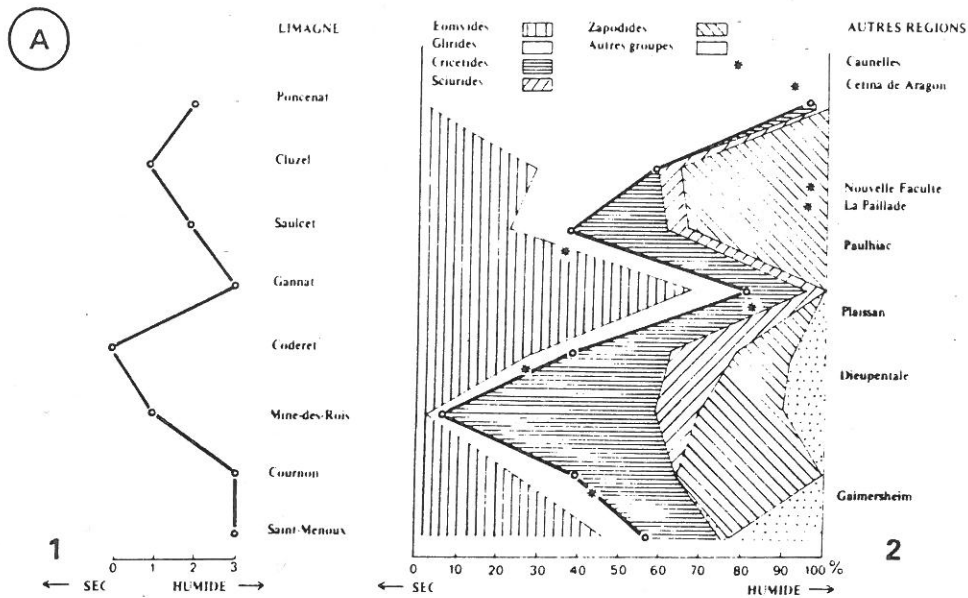 A
LIMAGNE
Poncenat
Cluzel
Saulcet
Gannat
Coderet
Mine-des-Rois
Cournon
Saint-Menoux
1
0 1 2 3
← SEC HUMIDE →
Eomyides
Glirides
Cricetides
Sciurides
Zapodides
Autres groupes
AUTRES REGIONS
Caunelles
Cetina de Aragon
Nouvelle Faculte
La Paillade
Paulhiac
Plaissan
Dieupentale
Gaimersheim
2
0 10 20 30 40 50 60 70 80 90 100 %
← SEC HUMIDE →